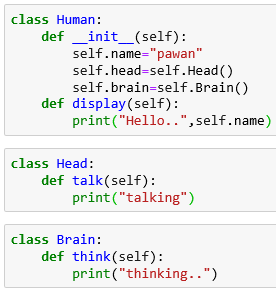 class Human:
    def __init__(self):
        self.name="pawan"
        self.head=self.Head()
        self.brain=self.Brain()
    def display(self):
        print("Hello..",self.name)
class Head:
    def talk(self):
        print("talking")
class Brain:
    def think(self):
        print("thinking..")